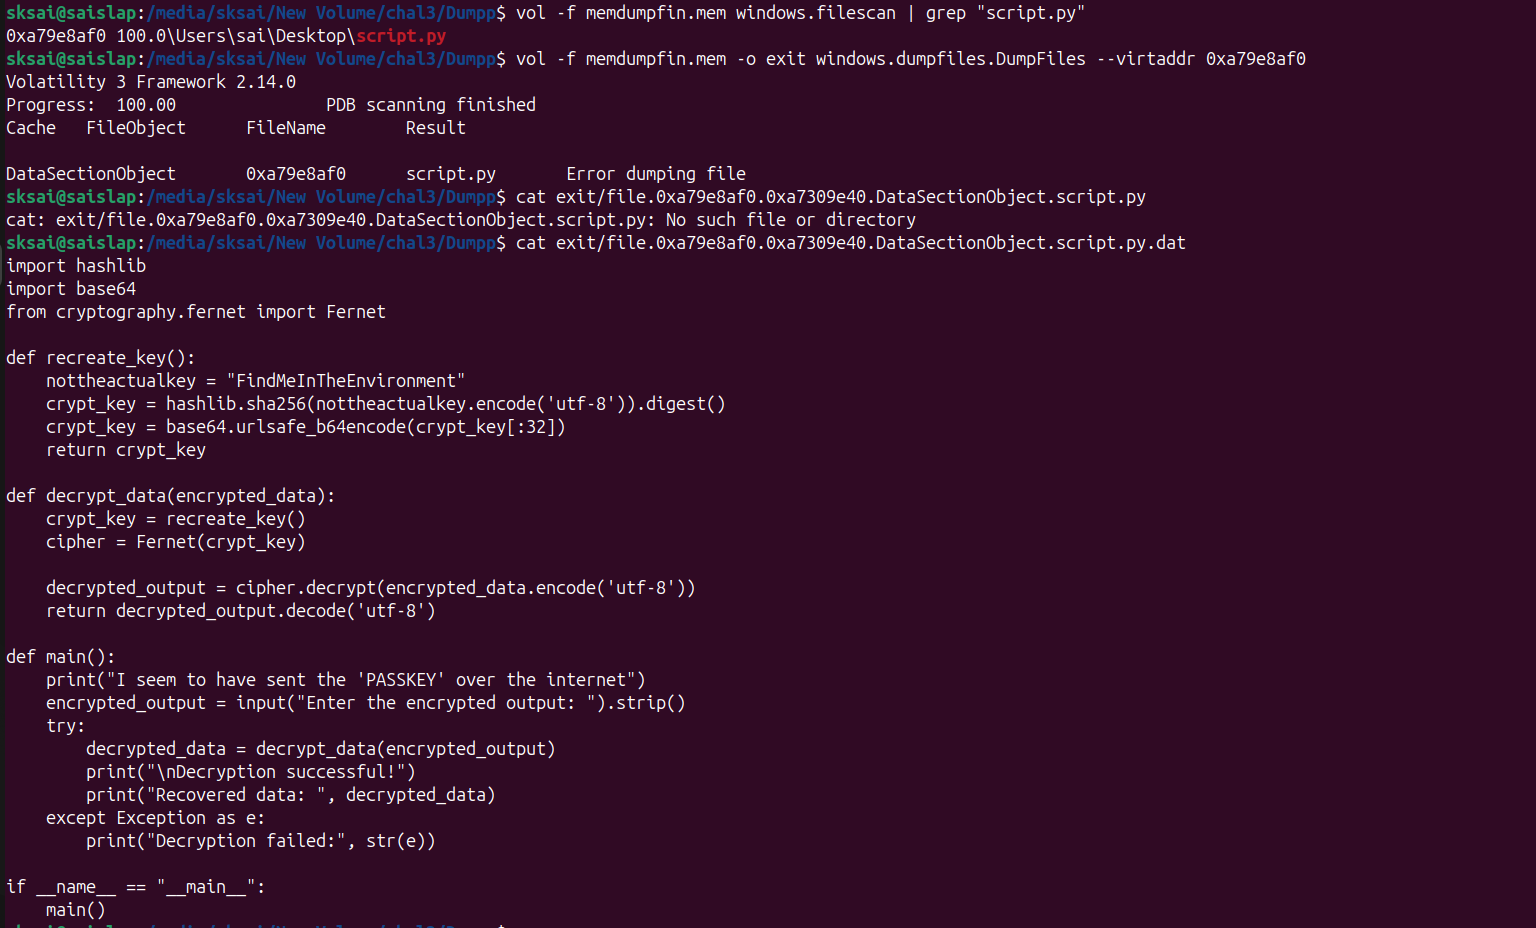 sksai@saislap:/media/sksai/New Volume/chal3/Dumpp$ vol -f memdumpfin.mem windows.filescan | grep "script.py"
0xa79e8af0 100.0\Users\sai\Desktop\script.py
sksai@saislap:/media/sksai/New Volume/chal3/Dumpp$ vol -f memdumpfin.mem -o exit windows.dumpfiles.DumpFiles --virtaddr 0xa79e8af0
Volatility 3 Framework 2.14.0
Progress:  100.00               PDB scanning finished
Cache   FileObject      FileName        Result

DataSectionObject       0xa79e8af0      script.py       Error dumping file
sksai@saislap:/media/sksai/New Volume/chal3/Dumpp$ cat exit/file.0xa79e8af0.0xa7309e40.DataSectionObject.script.py
cat: exit/file.0xa79e8af0.0xa7309e40.DataSectionObject.script.py: No such file or directory
sksai@saislap:/media/sksai/New Volume/chal3/Dumpp$ cat exit/file.0xa79e8af0.0xa7309e40.DataSectionObject.script.py.dat
import hashlib
import base64
from cryptography.fernet import Fernet

def recreate_key():
    nottheactualkey = "FindMeInTheEnvironment"
    crypt_key = hashlib.sha256(nottheactualkey.encode('utf-8')).digest()
    crypt_key = base64.urlsafe_b64encode(crypt_key[:32])
    return crypt_key

def decrypt_data(encrypted_data):
    crypt_key = recreate_key()
    cipher = Fernet(crypt_key)

    decrypted_output = cipher.decrypt(encrypted_data.encode('utf-8'))
    return decrypted_output.decode('utf-8')

def main():
    print("I seem to have sent the 'PASSKEY' over the internet")
    encrypted_output = input("Enter the encrypted output: ").strip()
    try:
        decrypted_data = decrypt_data(encrypted_output)
        print("\nDecryption successful!")
        print("Recovered data: ", decrypted_data)
    except Exception as e:
        print("Decryption failed:", str(e))

if __name__ == "__main__":
    main()